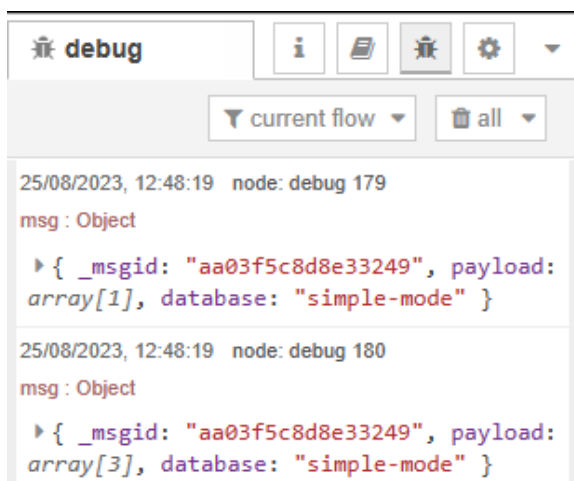 debug
i
current flow
all
25/08/2023, 12:48:19 node: debug 179
msg : Object
{ _msgid: "aa03f5c8d8e33249", payload:
array[1], database: "simple-mode" }
25/08/2023, 12:48:19 node: debug 180
msg : Object
{ _msgid: "aa03f5c8d8e33249", payload:
array[3], database: "simple-mode" }